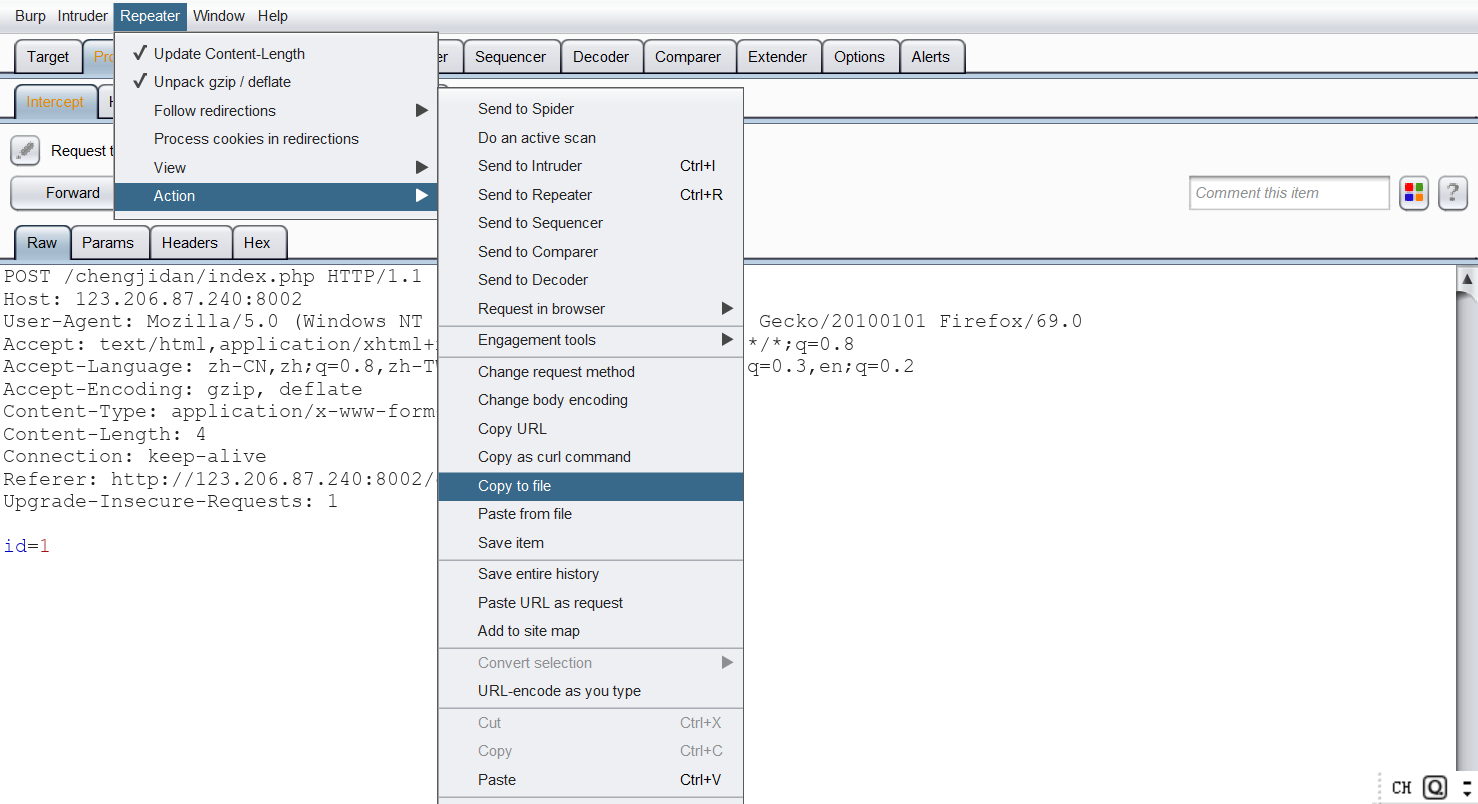 Burp Intruder Repeater Window Help
Target Pro er Sequencer Decoder Comparer Extender Options Alerts
Update Content-Length
Unpack gzip / deflate
Follow redirections
Process cookies in redirections
View
Action
Intercept H
Request t
Forward
Comment this item
?
Send to Spider
Do an active scan
Send to Intruder Ctrl+I
Send to Repeater Ctrl+R
Send to Sequencer
Send to Comparer
Send to Decoder
Request in browser
Engagement tools
Change request method
Change body encoding
Copy URL
Copy as curl command
Copy to file
Paste from file
Save item
Save entire history
Paste URL as request
Add to site map
Convert selection
URL-encode as you type
Cut Ctrl+X
Copy Ctrl+C
Paste Ctrl+V
Raw Params Headers Hex
POST /chengjidan/index.php HTTP/1.1
Host: 123.206.87.240:8002
User-Agent: Mozilla/5.0 (Windows NT Gecko/20100101 Firefox/69.0
Accept: text/html,application/xhtml+ */*;q=0.8
Accept-Language: zh-CN,zh;q=0.8,zh-TW q=0.3,en;q=0.2
Accept-Encoding: gzip, deflate
Content-Type: application/x-www-form
Content-Length: 4
Connection: keep-alive
Referer: http://123.206.87.240:8002/
Upgrade-Insecure-Requests: 1
id=1
CH